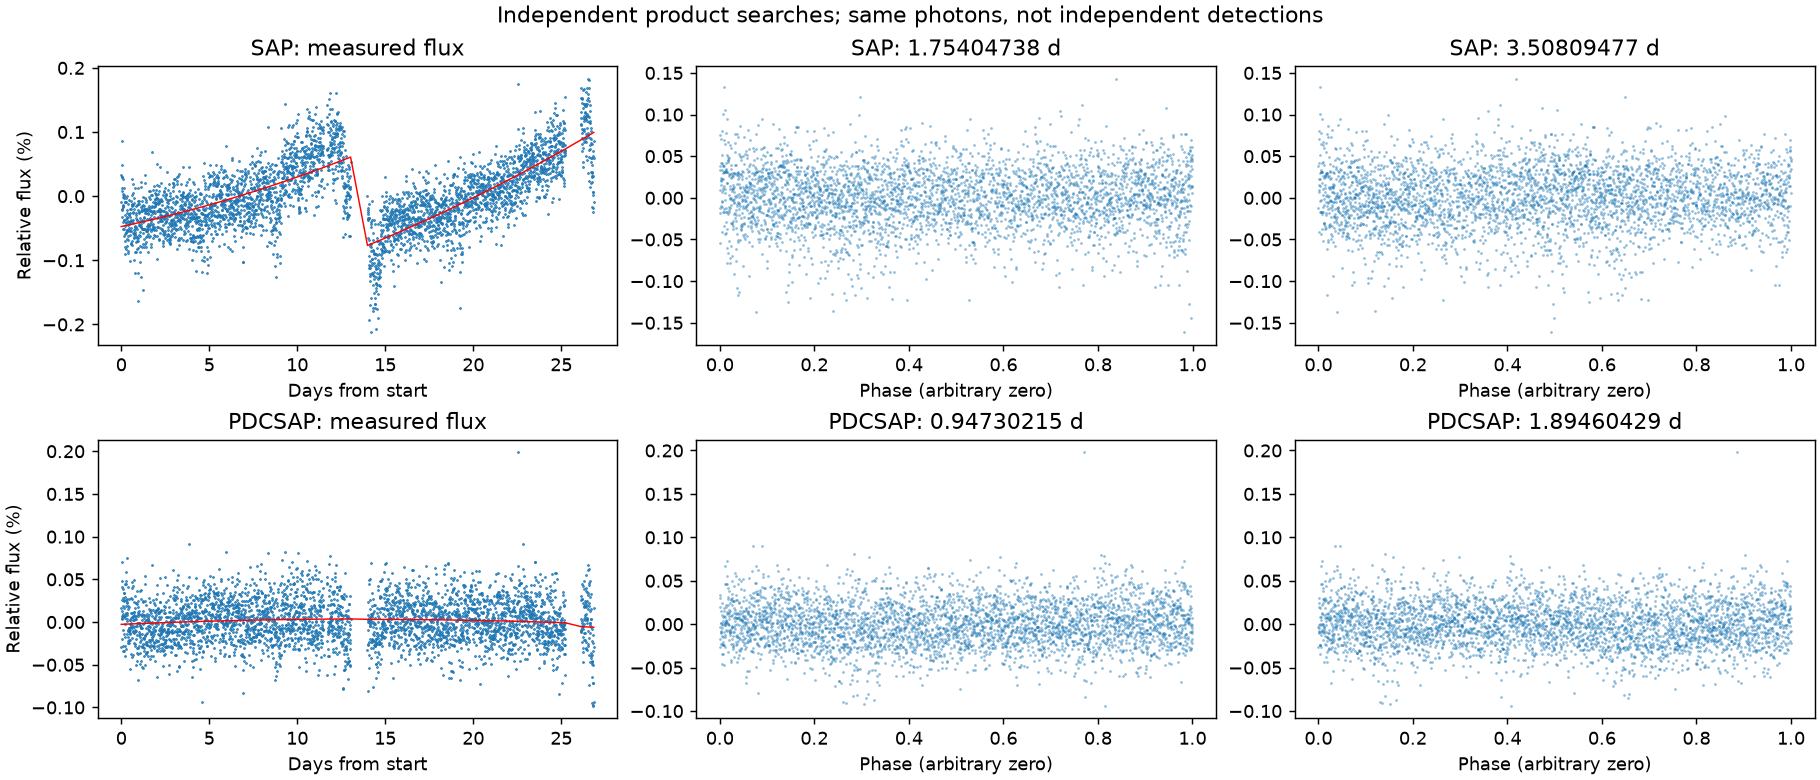 Independent product searches; same photons, not independent detections
SAP: measured flux
SAP: 1.75404738 d
SAP: 3.50809477 d
Relative flux (%)
0.2
0.1
0.0
−0.1
−0.2
0.15
0.10
0.05
0.00
−0.05
−0.10
−0.15
0.15
0.10
0.05
0.00
−0.05
−0.10
−0.15
0 5 10 15 20 25
0.0 0.2 0.4 0.6 0.8 1.0
0.0 0.2 0.4 0.6 0.8 1.0
Days from start
Phase (arbitrary zero)
Phase (arbitrary zero)
PDCSAP: measured flux
PDCSAP: 0.94730215 d
PDCSAP: 1.89460429 d
Relative flux (%)
0.20
0.15
0.10
0.05
0.00
−0.05
−0.10
0.20
0.15
0.10
0.05
0.00
−0.05
−0.10
0.20
0.15
0.10
0.05
0.00
−0.05
−0.10
0 5 10 15 20 25
0.0 0.2 0.4 0.6 0.8 1.0
0.0 0.2 0.4 0.6 0.8 1.0
Days from start
Phase (arbitrary zero)
Phase (arbitrary zero)